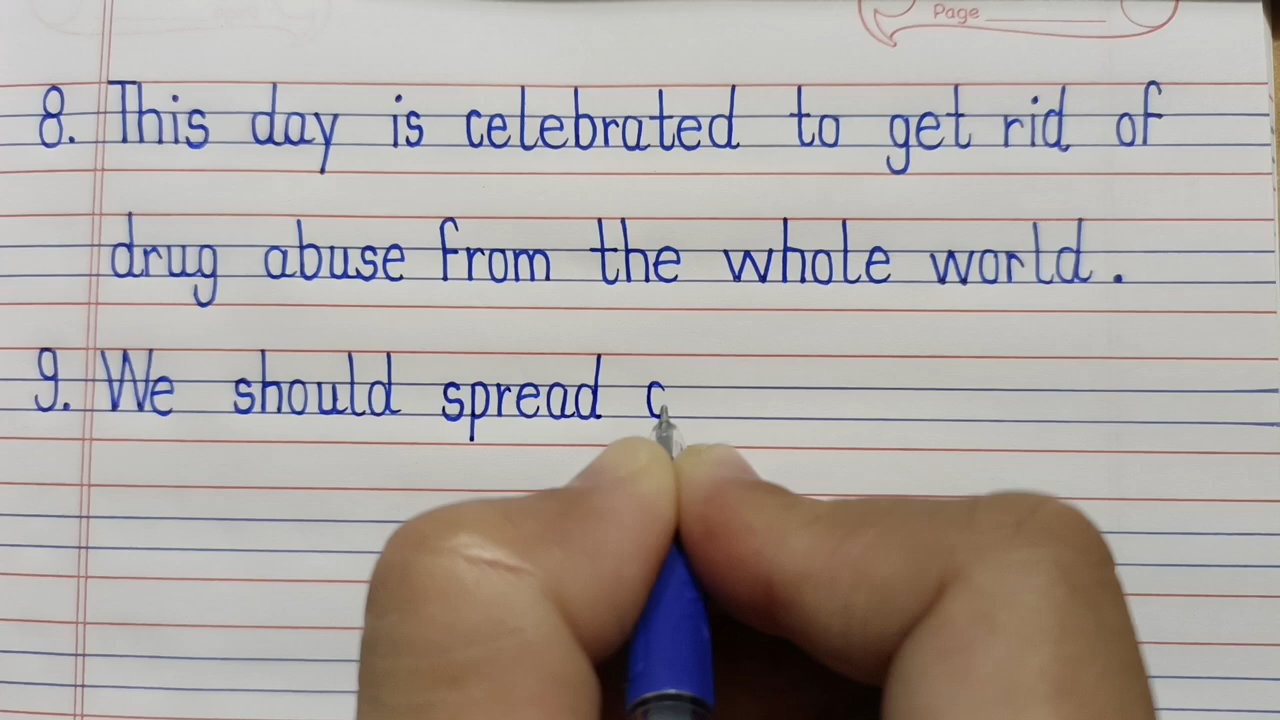 Page
8. This day is celebrated to get rid of
drug abuse from the whole world.
9. We should spread